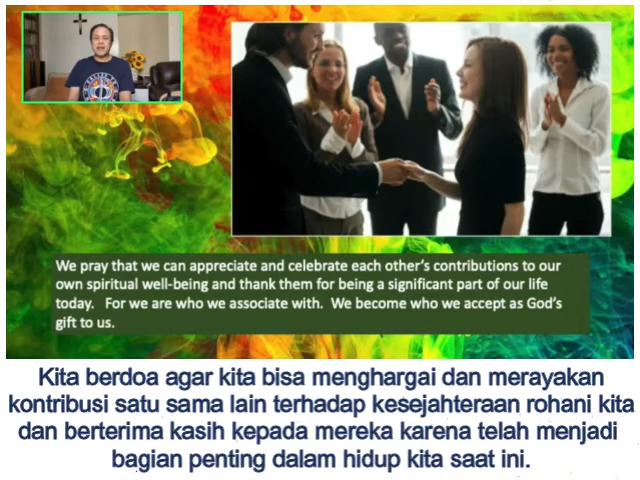 We pray that we can appreciate and celebrate each other's contributions to our
own spiritual well-being and thank them for being a significant part of our life
today. For we are who we associate with. We become who we accept as God's
gift to us.
Kita berdoa agar kita bisa menghargai dan merayakan
kontribusi satu sama lain terhadap kesejahteraan rohani kita
dan berterima kasih kepada mereka karena telah menjadi
bagian penting dalam hidup kita saat ini.